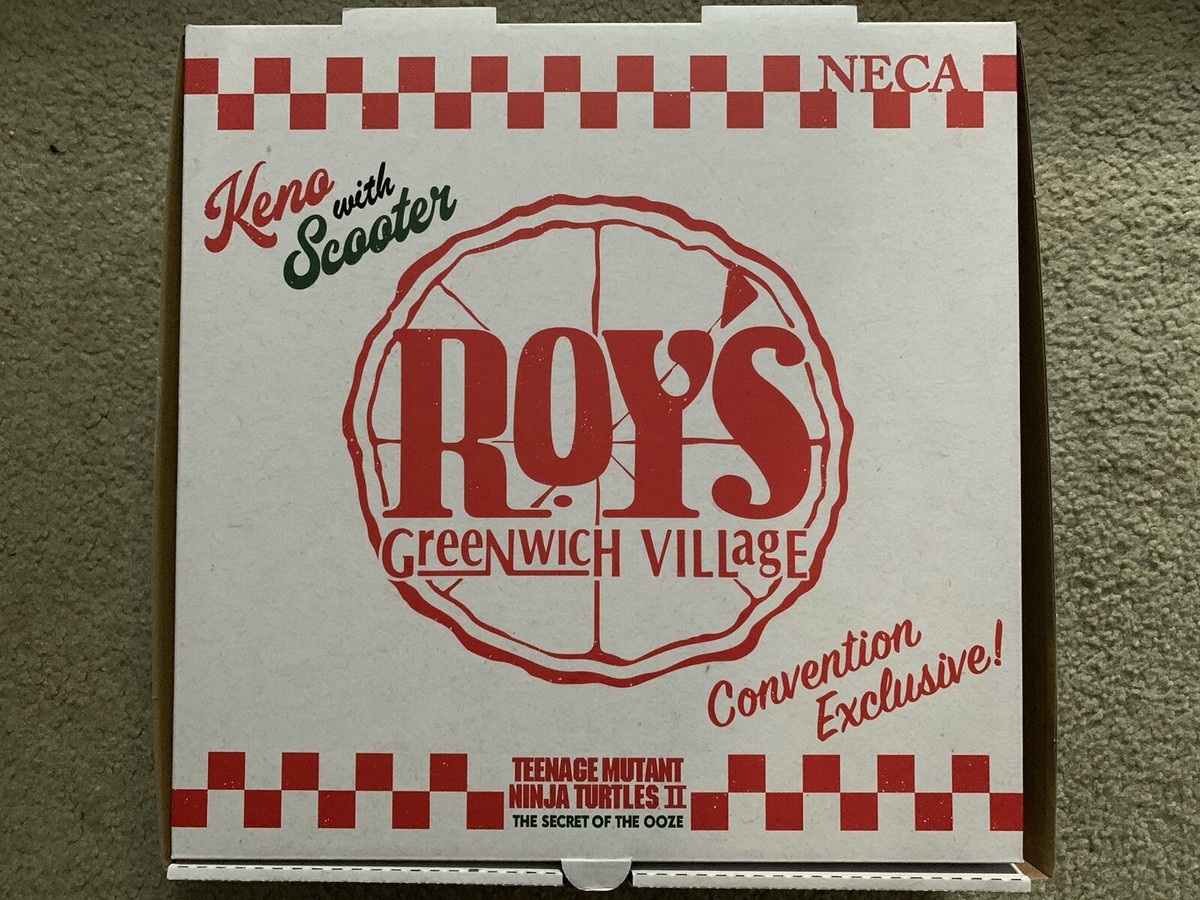 NECA
Keno with
Scooter
ROY'S
GREENWICH VILLAGE
Convention
Exclusive!
TEENAGE MUTANT
NINJA TURTLES II
THE SECRET OF THE OOZE